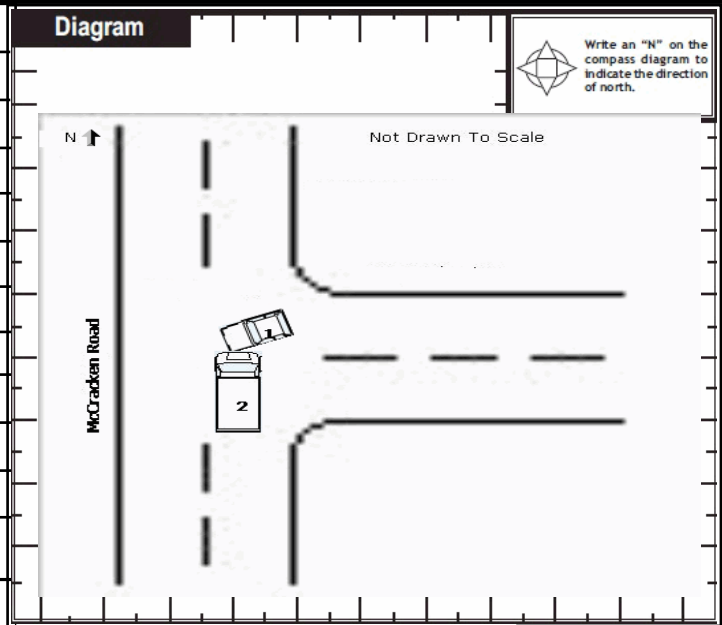 Diagram
Write an “N” on the
compass diagram to
indicate the direction
of north.
N
Not Drawn To Scale
McCracken Road
1
2